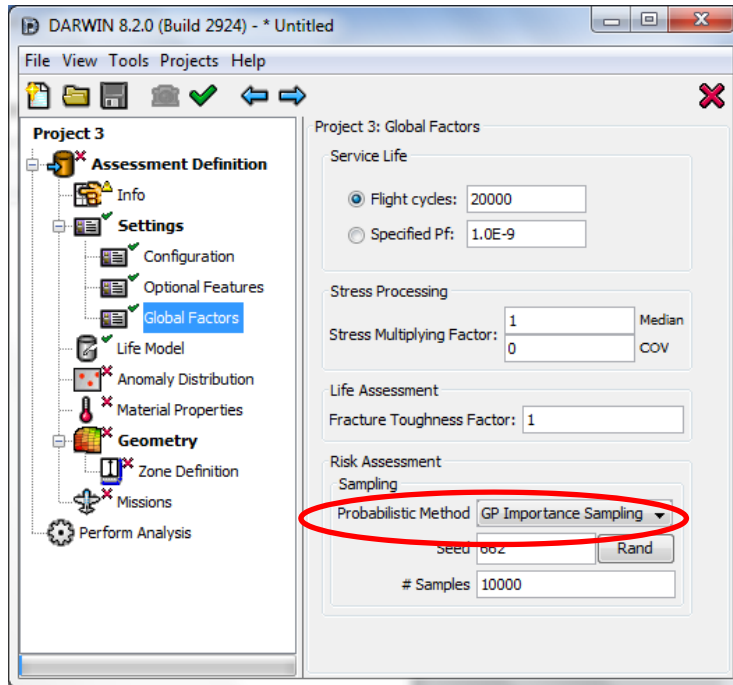 DARWIN 8.2.0 (Build 2924) - * Untitled
File View Tools Projects Help
Project 3
Assessment Definition
Info
Settings
Configuration
Optional Features
Global Factors
Life Model
Anomaly Distribution
Material Properties
Geometry
Zone Definition
Missions
Perform Analysis
Project 3: Global Factors
Service Life
Flight cycles: 20000
Specified Pf: 1.0E-9
Stress Processing
Stress Multiplying Factor:
1 Median
0 COV
Life Assessment
Fracture Toughness Factor: 1
Risk Assessment
Sampling
Probabilistic Method GP Importance Sampling
Seed 662 Rand
# Samples 10000